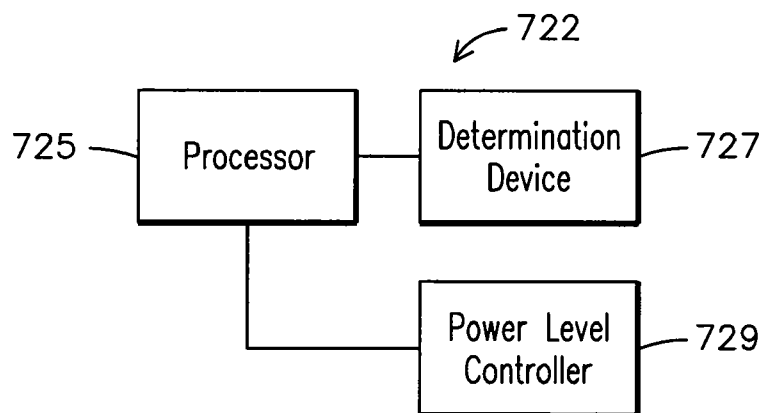 722
725
Processor
Determination
Device
727
Power Level
Controller
729